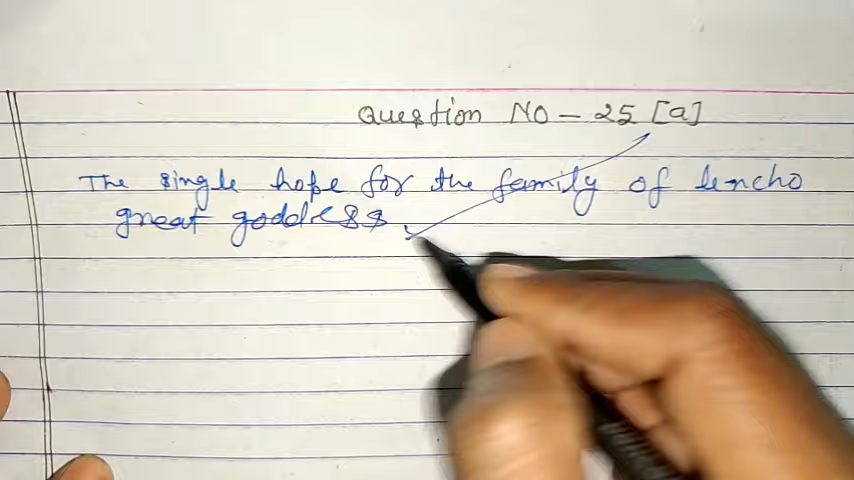 Question No - 25 [a]
The single hope for the family of lencho
great goddess